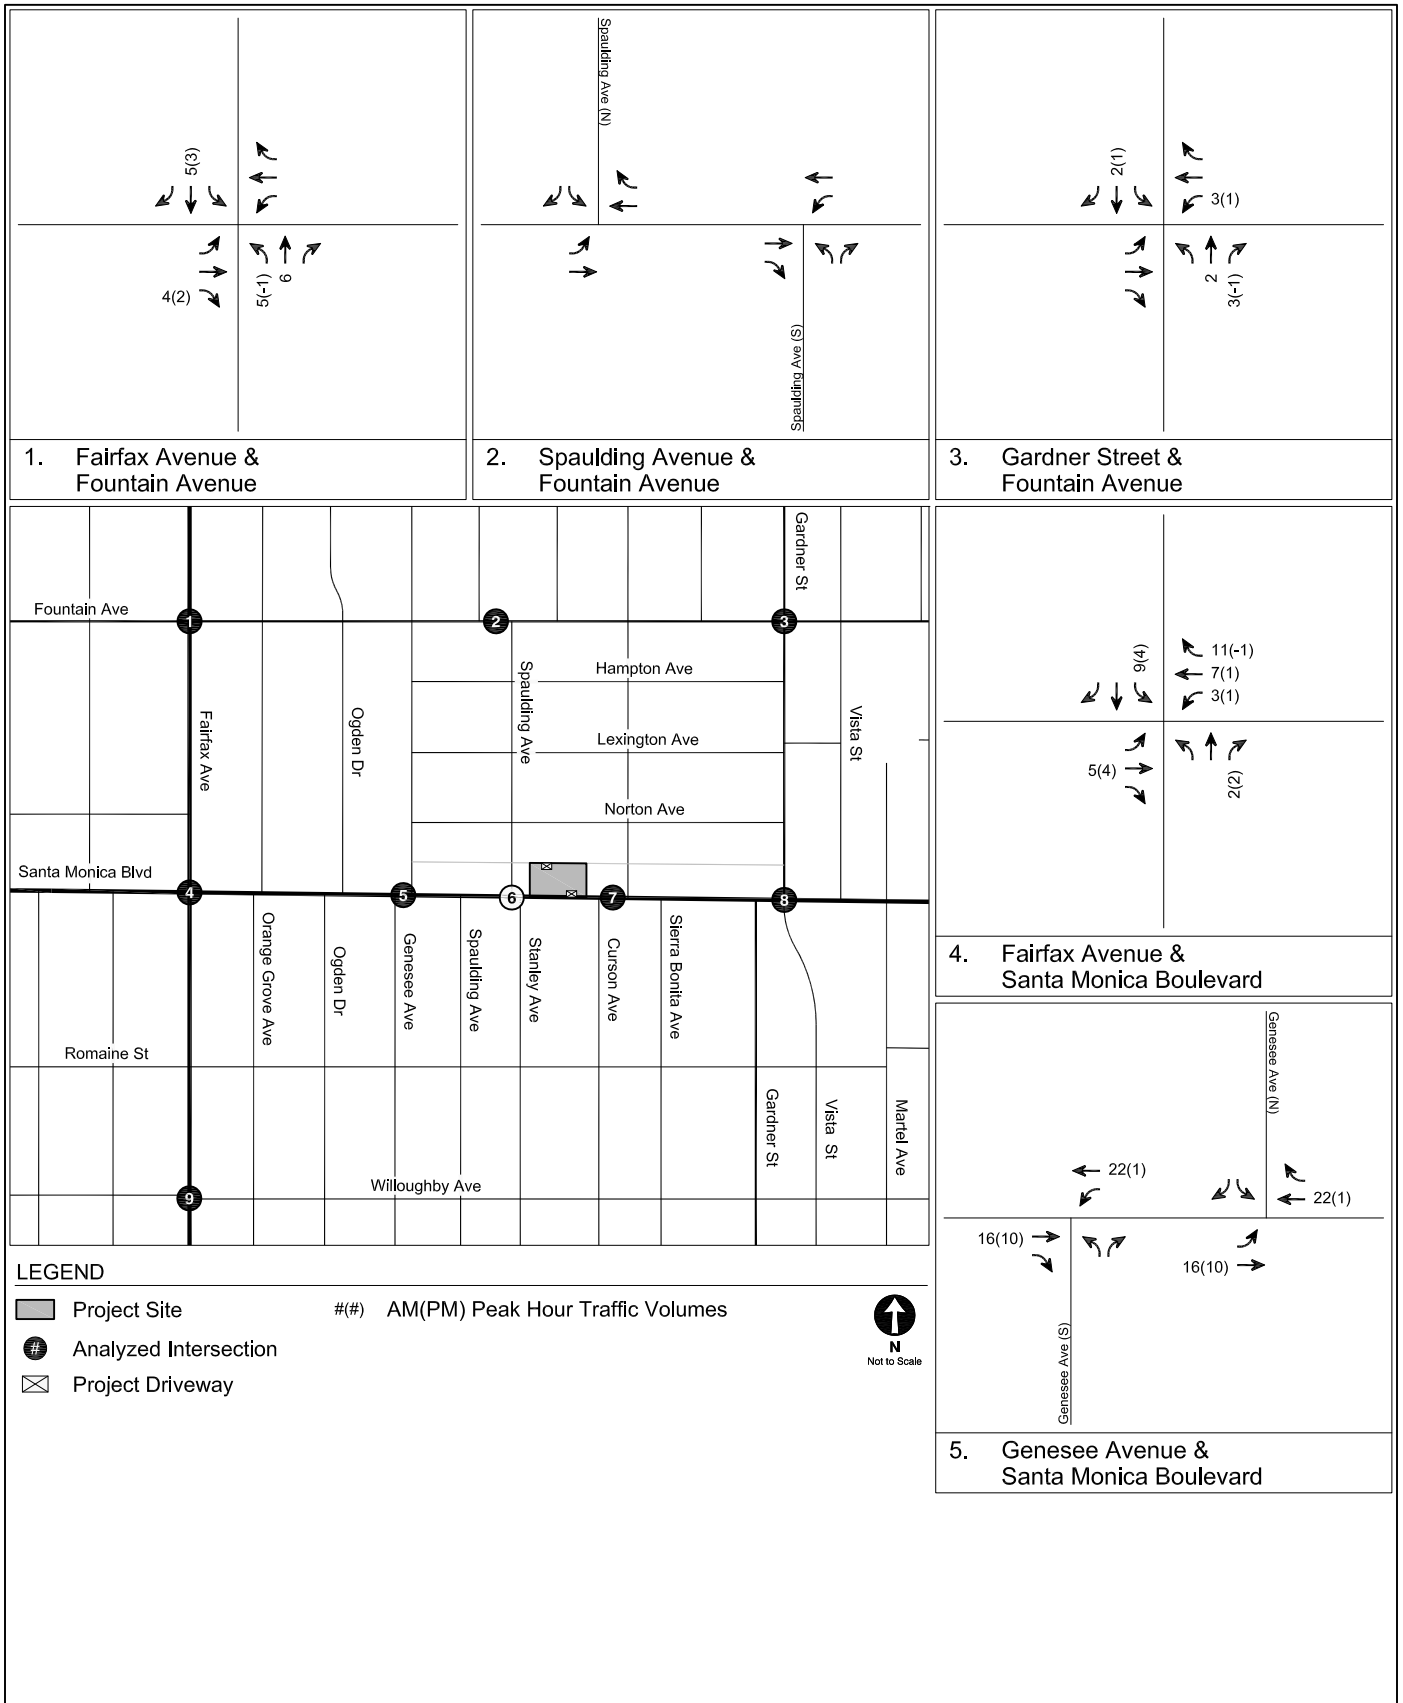 5(3)
4(2)
5(-1)
6
1. Fairfax Avenue &
Fountain Avenue
Spaulding Ave (N)
Spaulding Ave (S)
2. Spaulding Avenue &
Fountain Avenue
2(1)
3(1)
2
3(-1)
3. Gardner Street &
Fountain Avenue
Fountain Ave
1
2
3
Gardner St
Hampton Ave
Lexington Ave
Norton Ave
Fairfax Ave
Ogden Dr
Spaulding Ave
Vista St
Santa Monica Blvd
4
5
6
7
8
Orange Grove Ave
Ogden Dr
Genesee Ave
Spaulding Ave
Stanley Ave
Curson Ave
Sierra Bonita Ave
Romaine St
Gardner St
Vista St
Martel Ave
Willoughby Ave
9
9(4)
11(-1)
7(1)
3(1)
5(4)
2(2)
4. Fairfax Avenue &
Santa Monica Boulevard
Genesee Ave (N)
22(1)
22(1)
16(10)
16(10)
Genesee Ave (S)
5. Genesee Avenue &
Santa Monica Boulevard
LEGEND
Project Site
#(#) AM(PM) Peak Hour Traffic Volumes
# Analyzed Intersection
Project Driveway
N
Not to Scale